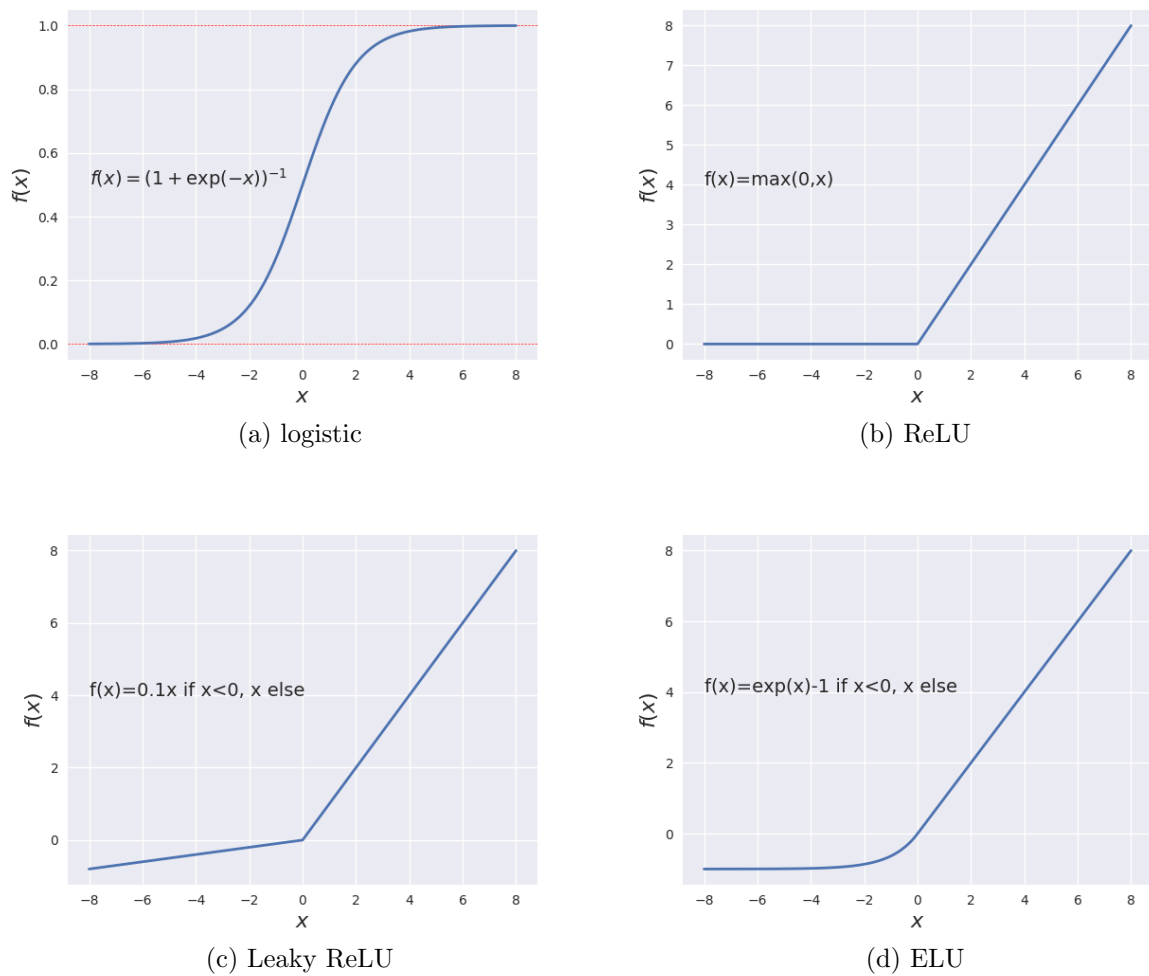 1.0
0.8
0.6
0.4
0.2
0.0
f(x)
f(x) = (1 + exp(−x))⁻¹
−8 −6 −4 −2 0 2 4 6 8
x
(a) logistic
8
7
6
5
4
3
2
1
0
f(x)
f(x)=max(0,x)
−8 −6 −4 −2 0 2 4 6 8
x
(b) ReLU
8
6
4
2
0
f(x)
f(x)=0.1x if x<0, x else
−8 −6 −4 −2 0 2 4 6 8
x
(c) Leaky ReLU
8
6
4
2
0
f(x)
f(x)=exp(x)-1 if x<0, x else
−8 −6 −4 −2 0 2 4 6 8
x
(d) ELU